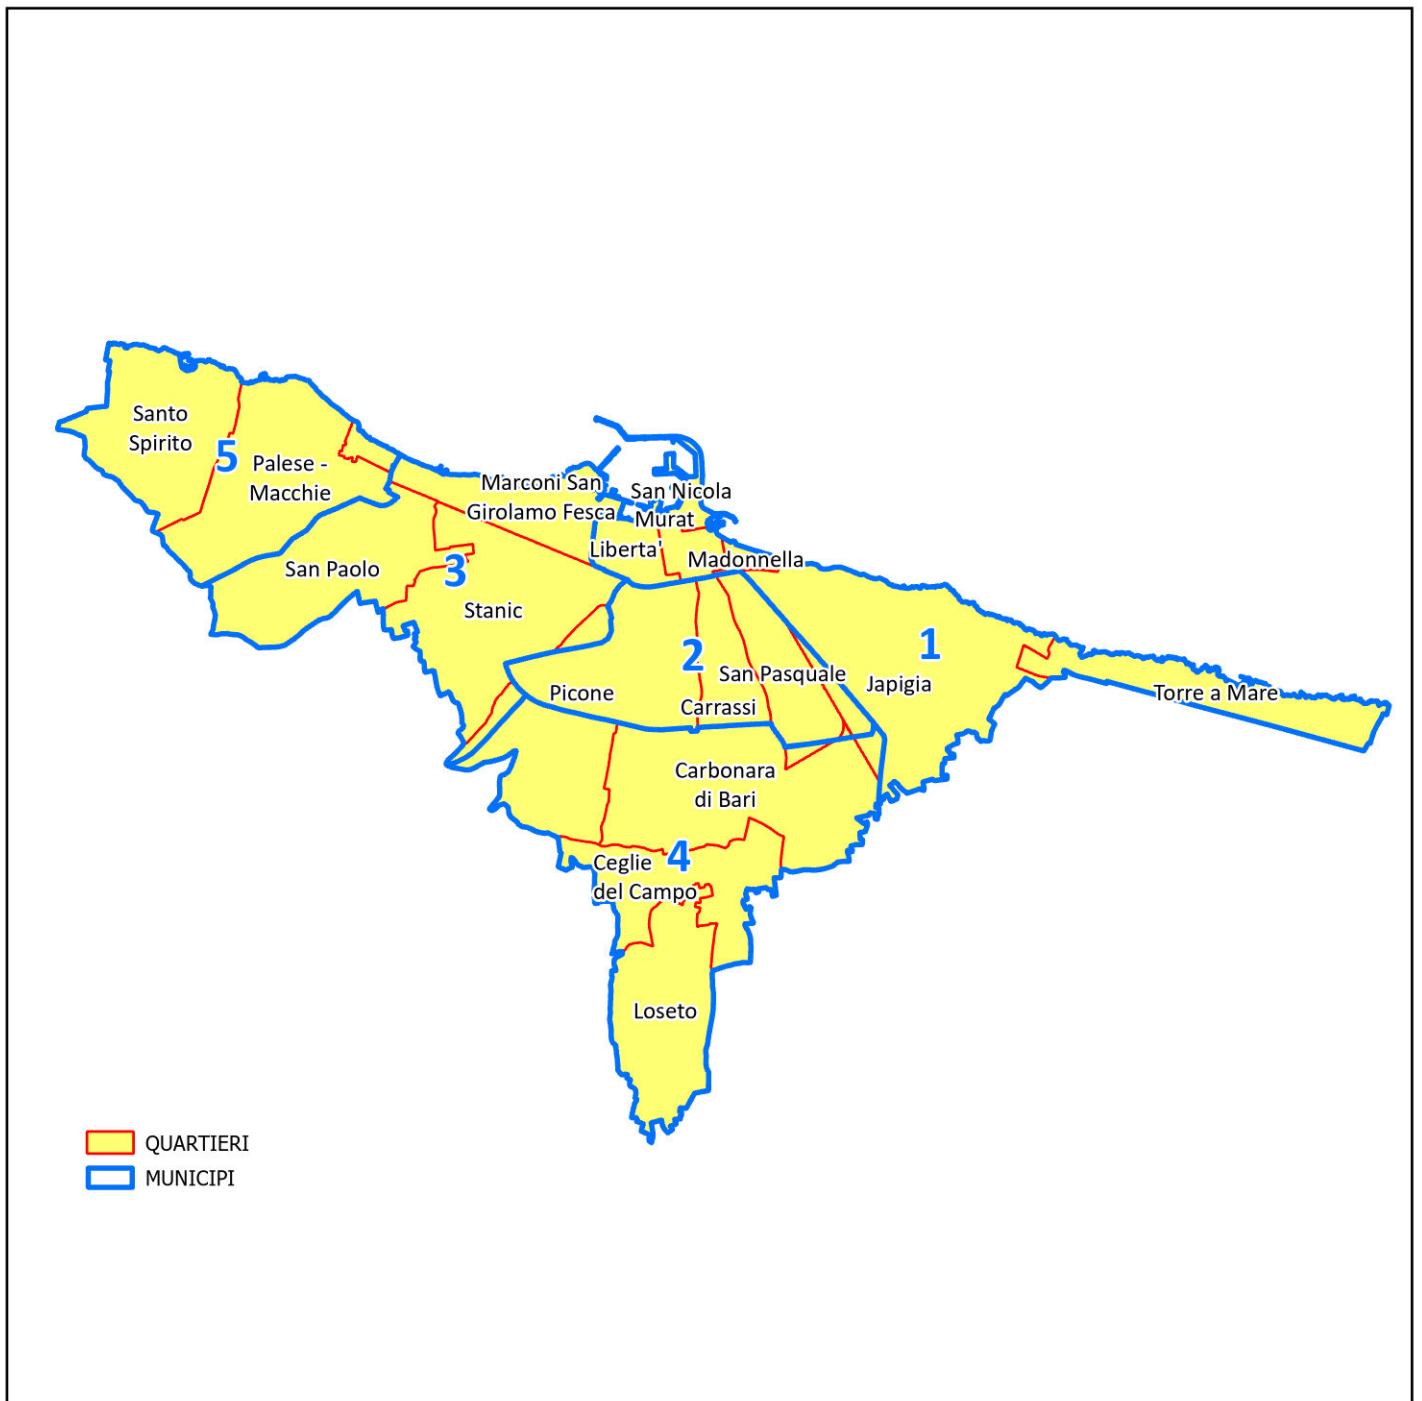 Santo
Spirito
5
Palese -
Macchie
Marconi San
Girolamo Fesca
San Nicola
Murat
Liberta'
Madonnella
San Paolo
3
Stanic
1
2
San Pasquale
Japigia
Picone
Carrassi
Torre a Mare
Carbonara
di Bari
4
Ceglie
del Campo
Loseto
QUARTIERI
MUNICIPI